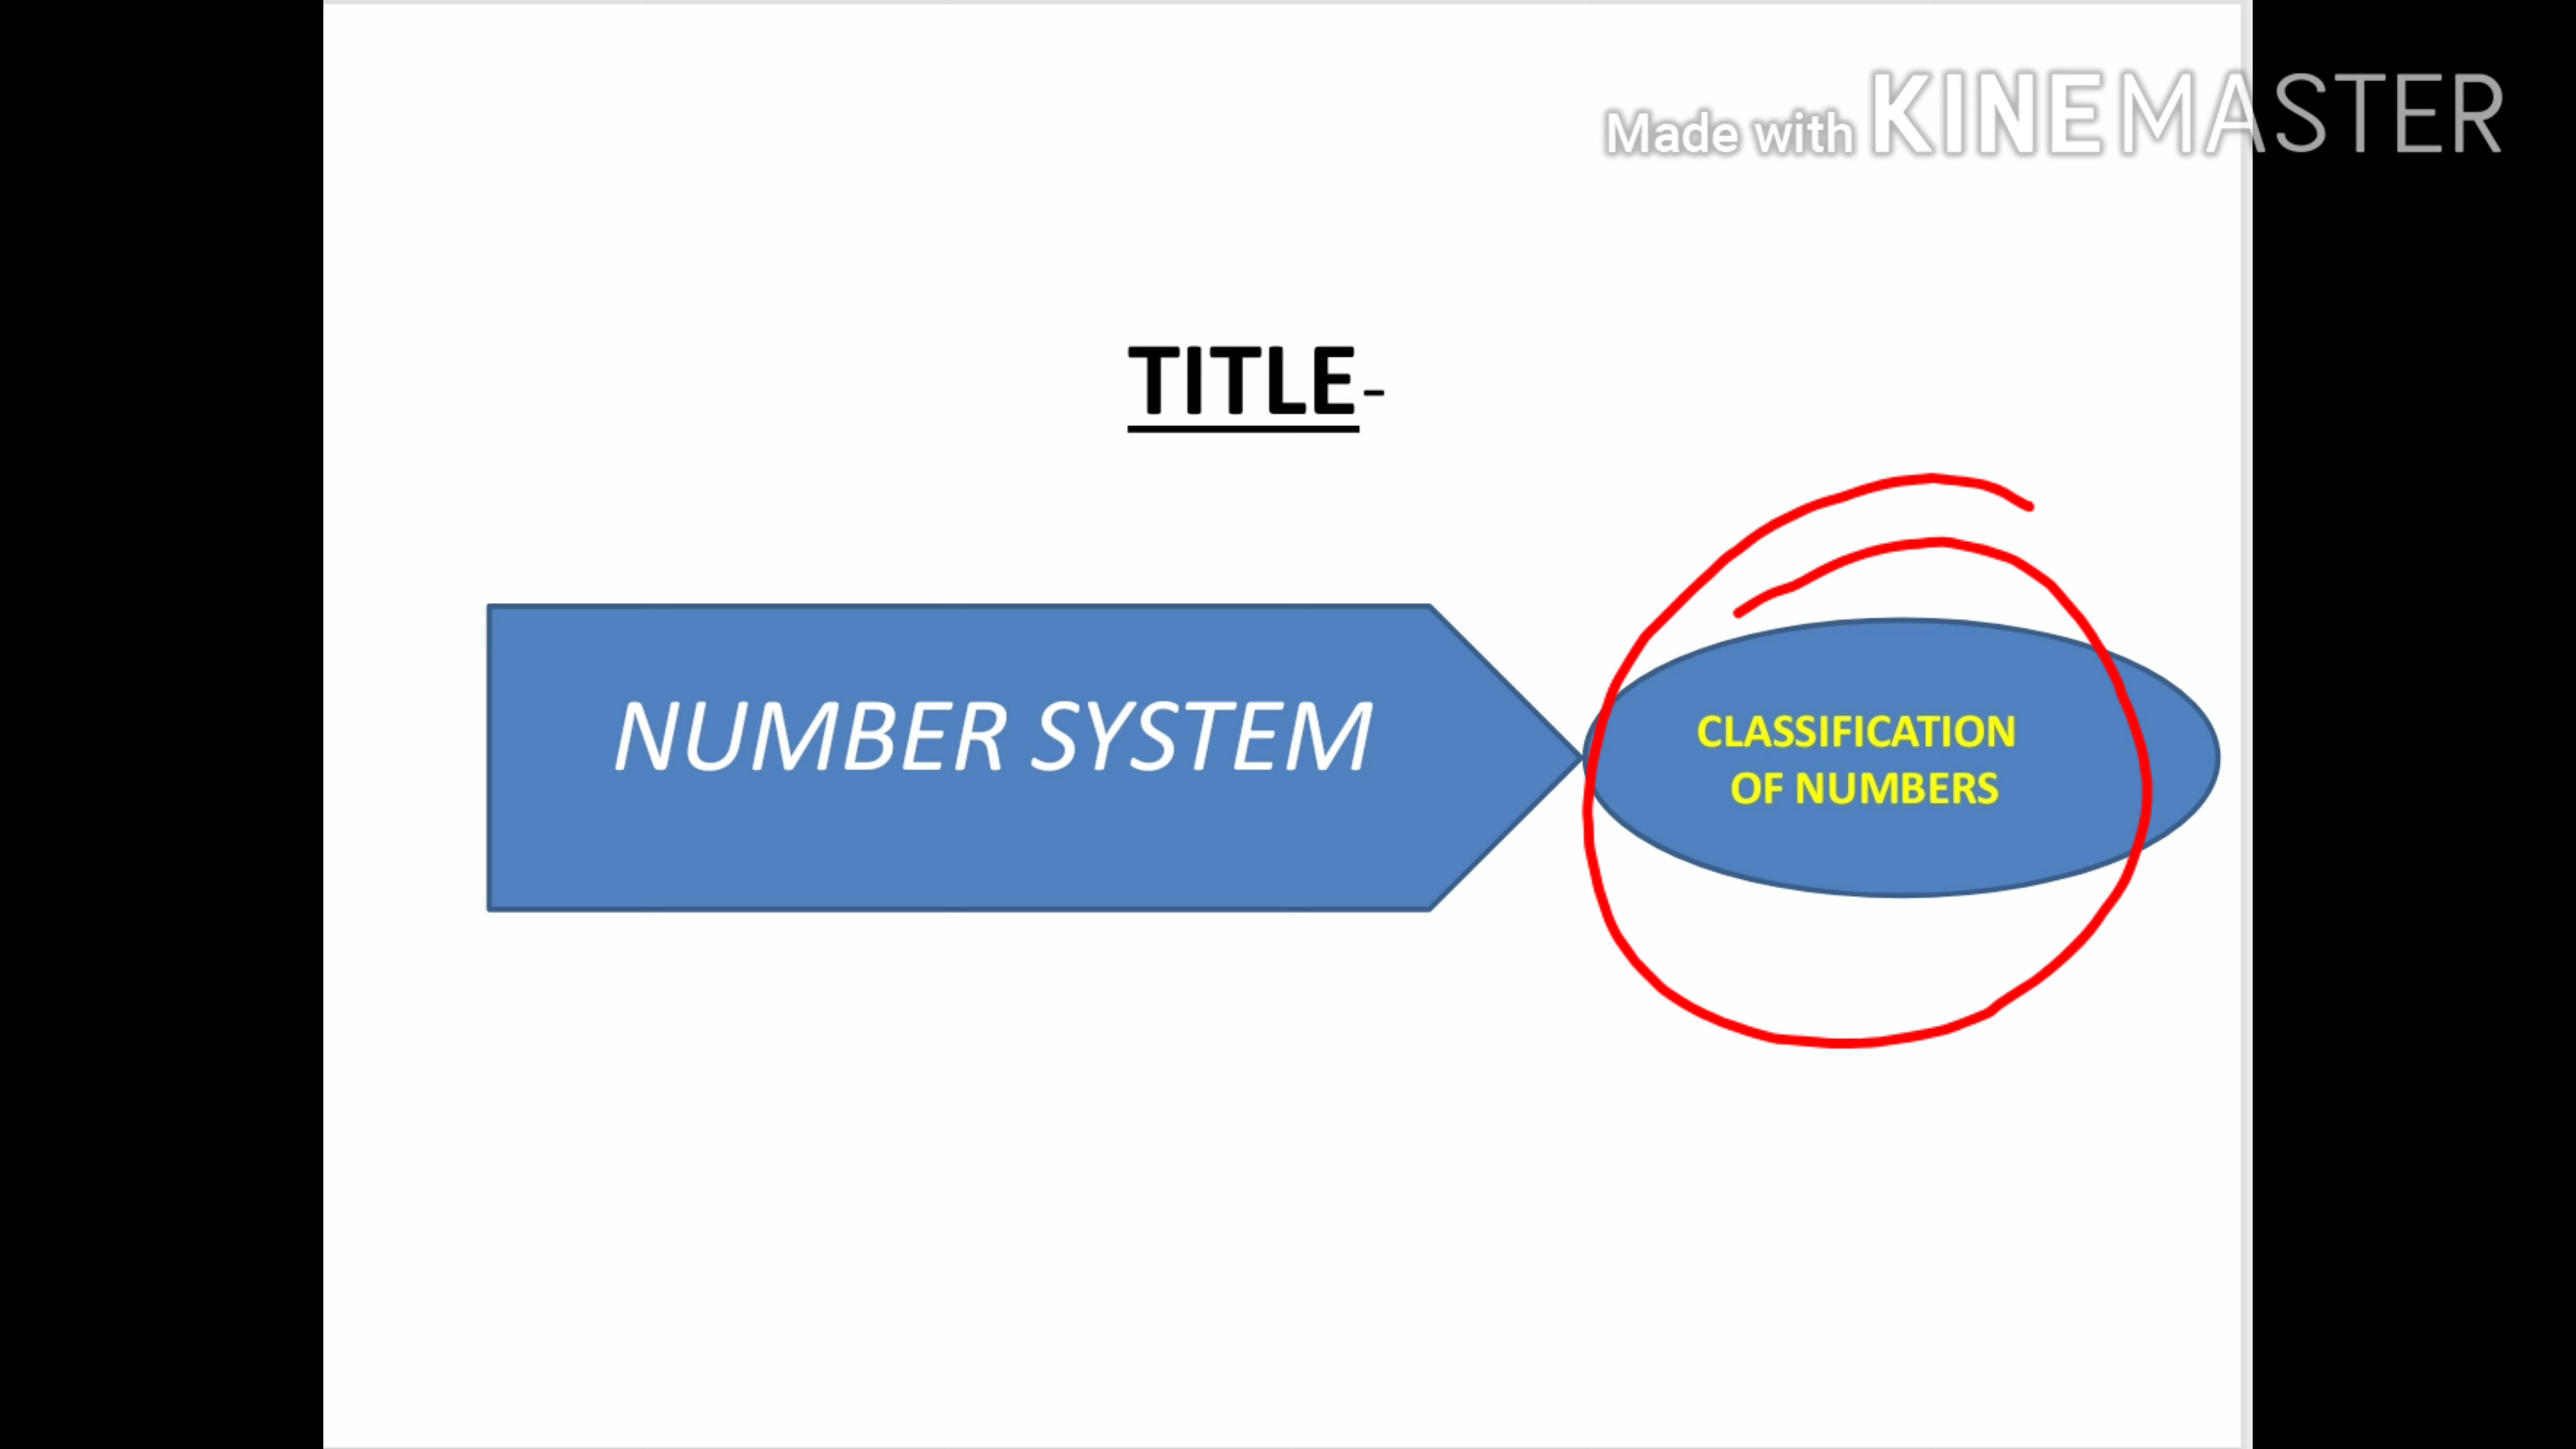 Made with KINEMASTER
TITLE-
NUMBER SYSTEM
CLASSIFICATION
OF NUMBERS